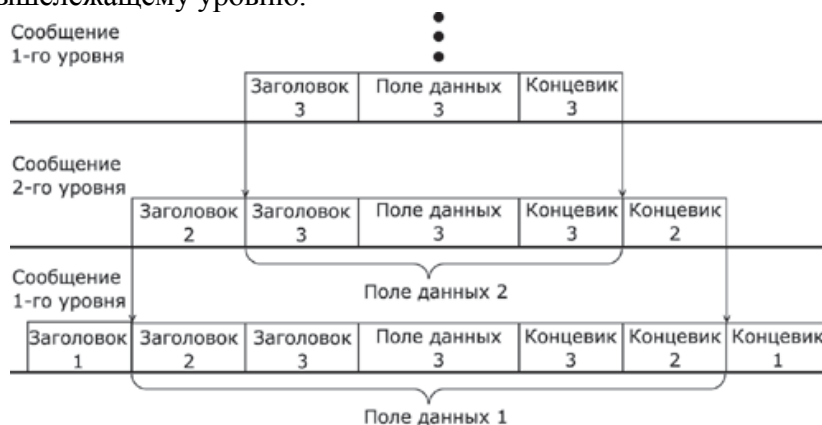 вышележащему уровню.
Сообщение
1-го уровня
Заголовок Поле данных Концевик
3 3 3
Сообщение
2-го уровня
Заголовок Заголовок Поле данных Концевик Концевик
2 3 3 3 2
Поле данных 2
Сообщение
1-го уровня
Заголовок Заголовок Заголовок Поле данных Концевик Концевик Концевик
1 2 3 3 3 2 1
Поле данных 1